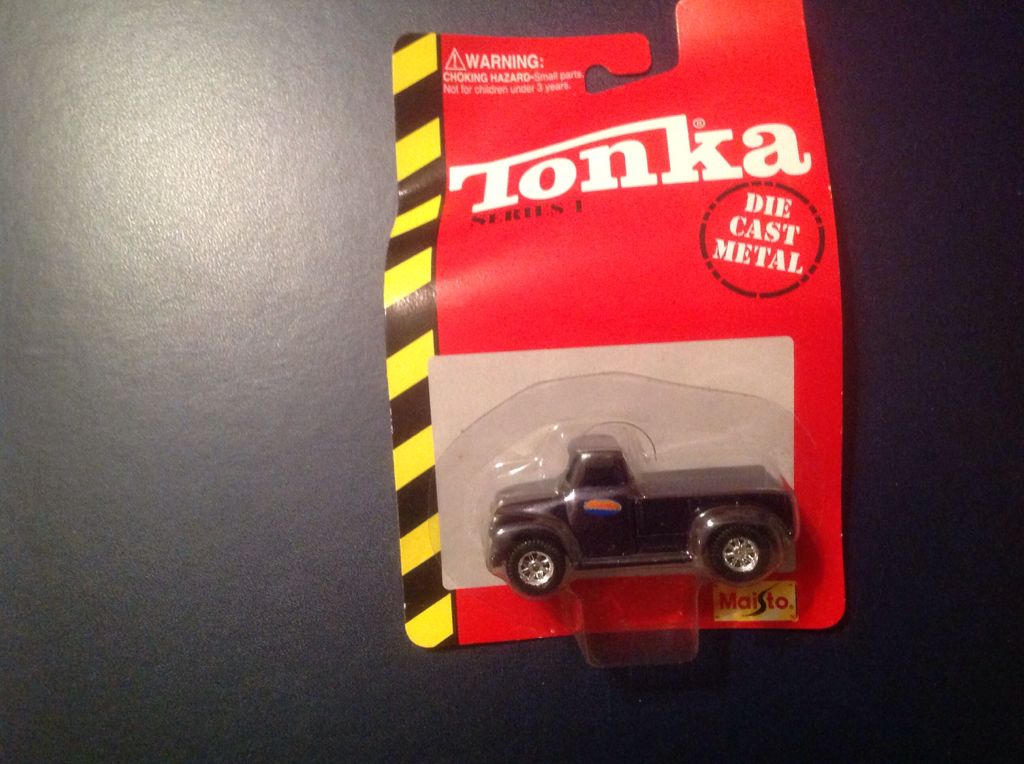 WARNING:
CHOKING HAZARD-Small parts.
Not for children under 3 years.
Tonka®
SERIES 1
DIE
CAST
METAL
Maisto®